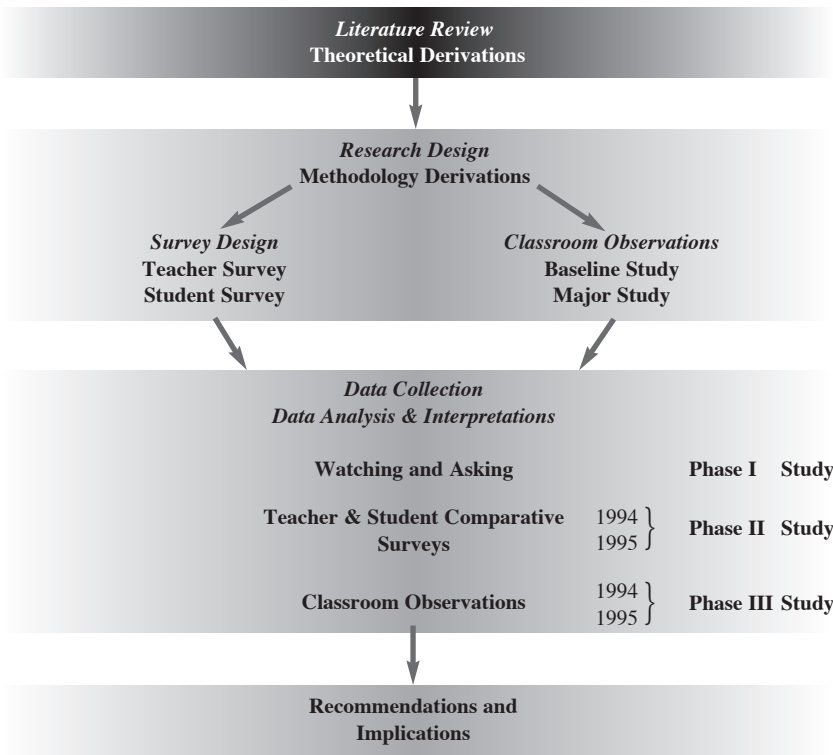 Literature Review
Theoretical Derivations
Research Design
Methodology Derivations
Survey Design
Teacher Survey
Student Survey
Classroom Observations
Baseline Study
Major Study
Data Collection
Data Analysis & Interpretations
Watching and Asking Phase I Study
Teacher & Student Comparative
Surveys
1994
1995
} Phase II Study
Classroom Observations
1994
1995
} Phase III Study
Recommendations and
Implications